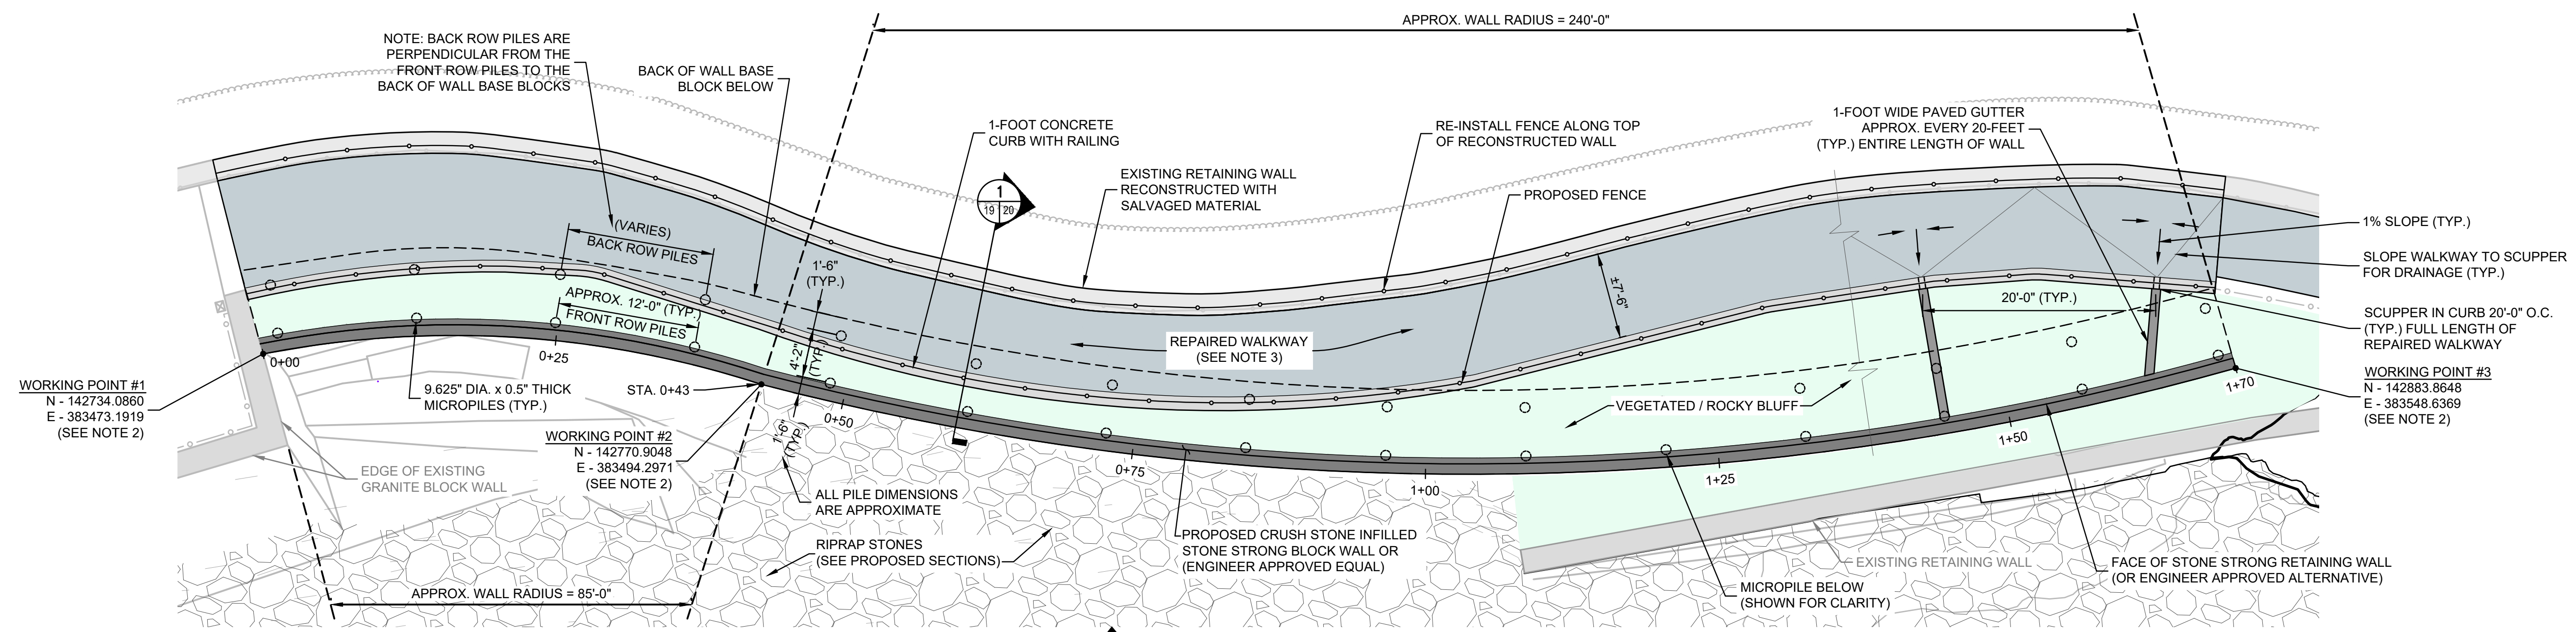 APPROX. WALL RADIUS = 240'-0"
NOTE: BACK ROW PILES ARE
PERPENDICULAR FROM THE
FRONT ROW PILES TO THE
BACK OF WALL BASE BLOCKS
BACK OF WALL BASE
BLOCK BELOW
1-FOOT CONCRETE
CURB WITH RAILING
EXISTING RETAINING WALL
RECONSTRUCTED WITH
SALVAGED MATERIAL
1
19 20
RE-INSTALL FENCE ALONG TOP
OF RECONSTRUCTED WALL
PROPOSED FENCE
1-FOOT WIDE PAVED GUTTER
APPROX. EVERY 20-FEET
(TYP.) ENTIRE LENGTH OF WALL
1% SLOPE (TYP.)
SLOPE WALKWAY TO SCUPPER
FOR DRAINAGE (TYP.)
SCUPPER IN CURB 20'-0" O.C.
(TYP.) FULL LENGTH OF
REPAIRED WALKWAY
(VARIES)
BACK ROW PILES
APPROX. 12'-0" (TYP.)
FRONT ROW PILES
1'-6"
(TYP.)
4'-2"
(TYP.)
1'-6"
(TYP.)
±7'-6"
20'-0" (TYP.)
REPAIRED WALKWAY
(SEE NOTE 3)
VEGETATED / ROCKY BLUFF
0+00
0+25
STA. 0+43
0+50
0+75
1+00
1+25
1+50
1+70
WORKING POINT #1
N - 142734.0860
E - 383473.1919
(SEE NOTE 2)
9.625" DIA. x 0.5" THICK
MICROPILES (TYP.)
WORKING POINT #2
N - 142770.9048
E - 383494.2971
(SEE NOTE 2)
WORKING POINT #3
N - 142883.8648
E - 383548.6369
(SEE NOTE 2)
EDGE OF EXISTING
GRANITE BLOCK WALL
ALL PILE DIMENSIONS
ARE APPROXIMATE
RIPRAP STONES
(SEE PROPOSED SECTIONS)
PROPOSED CRUSH STONE INFILLED
STONE STRONG BLOCK WALL OR
(ENGINEER APPROVED EQUAL)
EXISTING RETAINING WALL
MICROPILE BELOW
(SHOWN FOR CLARITY)
FACE OF STONE STRONG RETAINING WALL
(OR ENGINEER APPROVED ALTERNATIVE)
APPROX. WALL RADIUS = 85'-0"